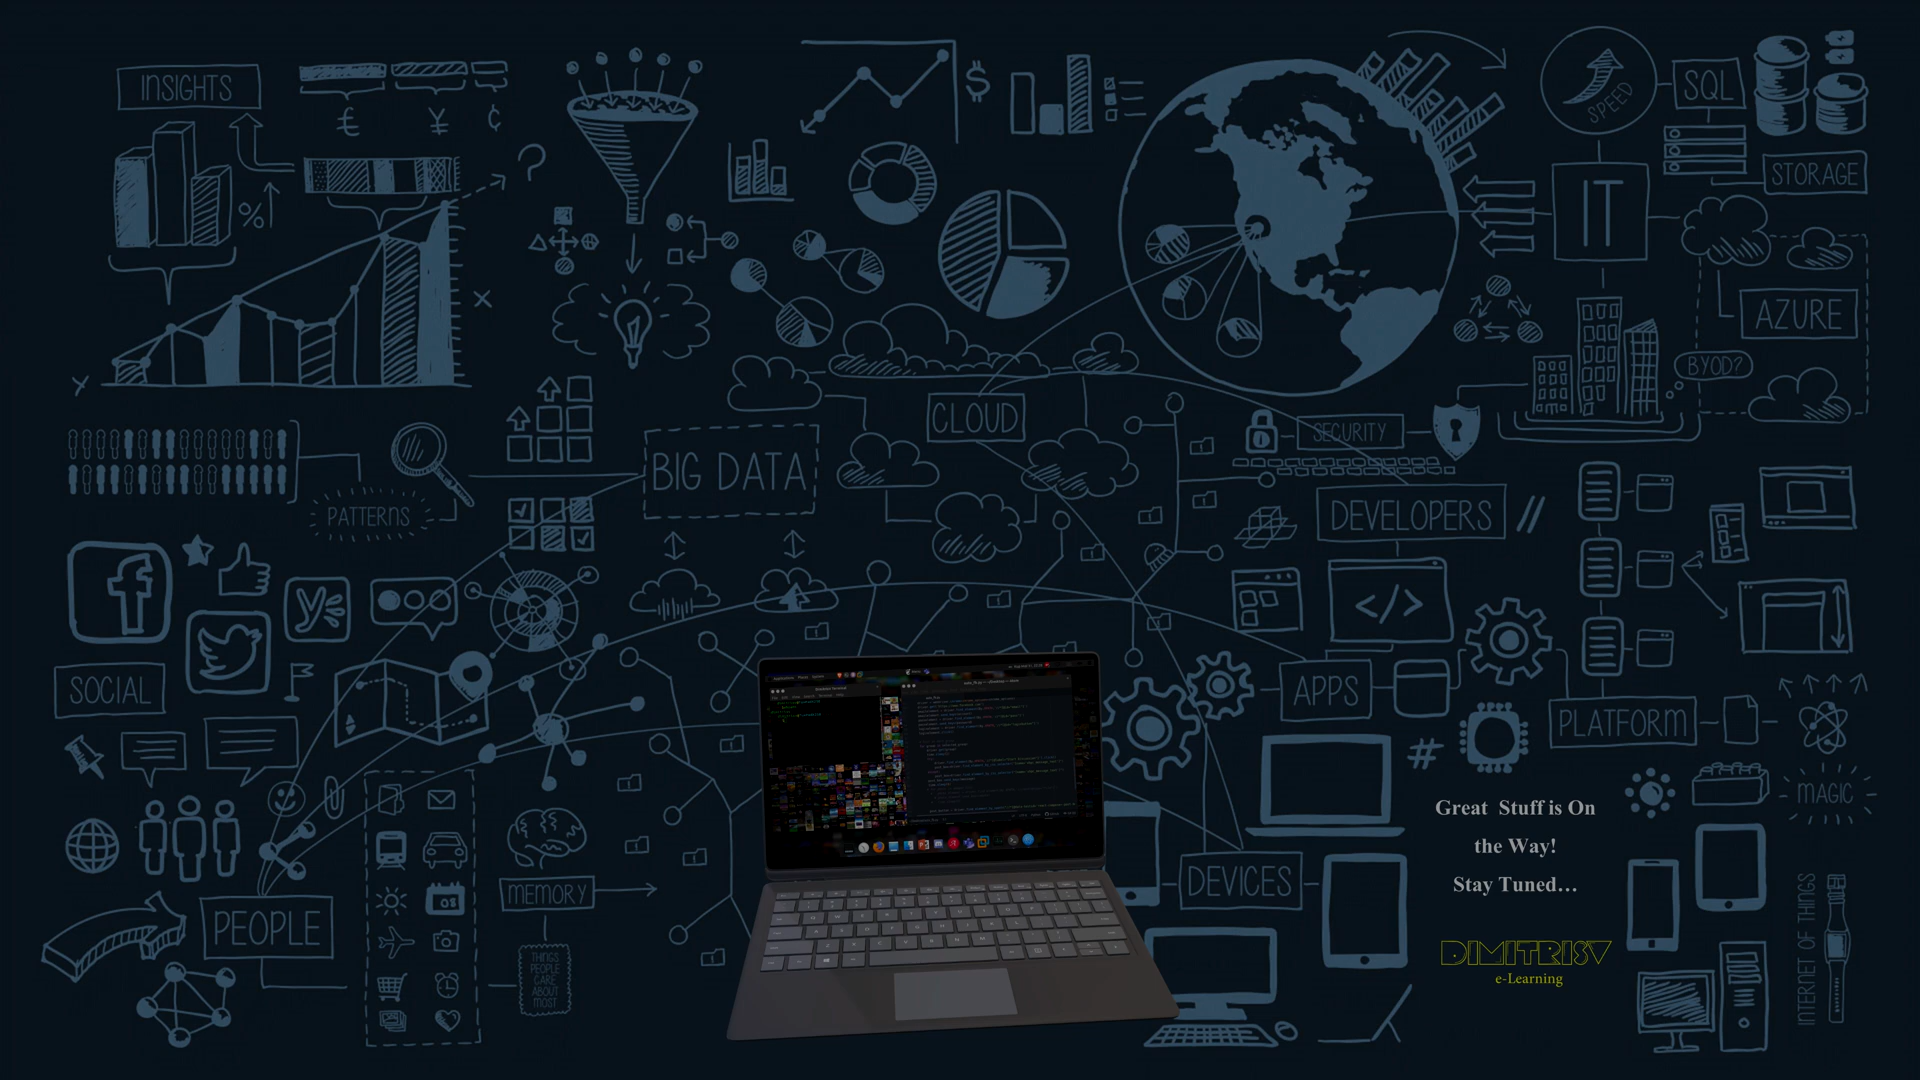 INSIGHTS
€ ¥ ¢
%
?
$
SPEED
SQL
STORAGE
IT
AZURE
BYOD?
CLOUD
SECURITY
BIG DATA
PATTERNS
DEVELOPERS
//
</>
SOCIAL
APPS
PLATFORM
#
MAGIC
Great Stuff is On
the Way!
Stay Tuned…
DEVICES
MEMORY
PEOPLE
08
THINGS
PEOPLE
CARE
ABOUT
MOST
DIMITRISV
e-Learning
INTERNET OF THINGS